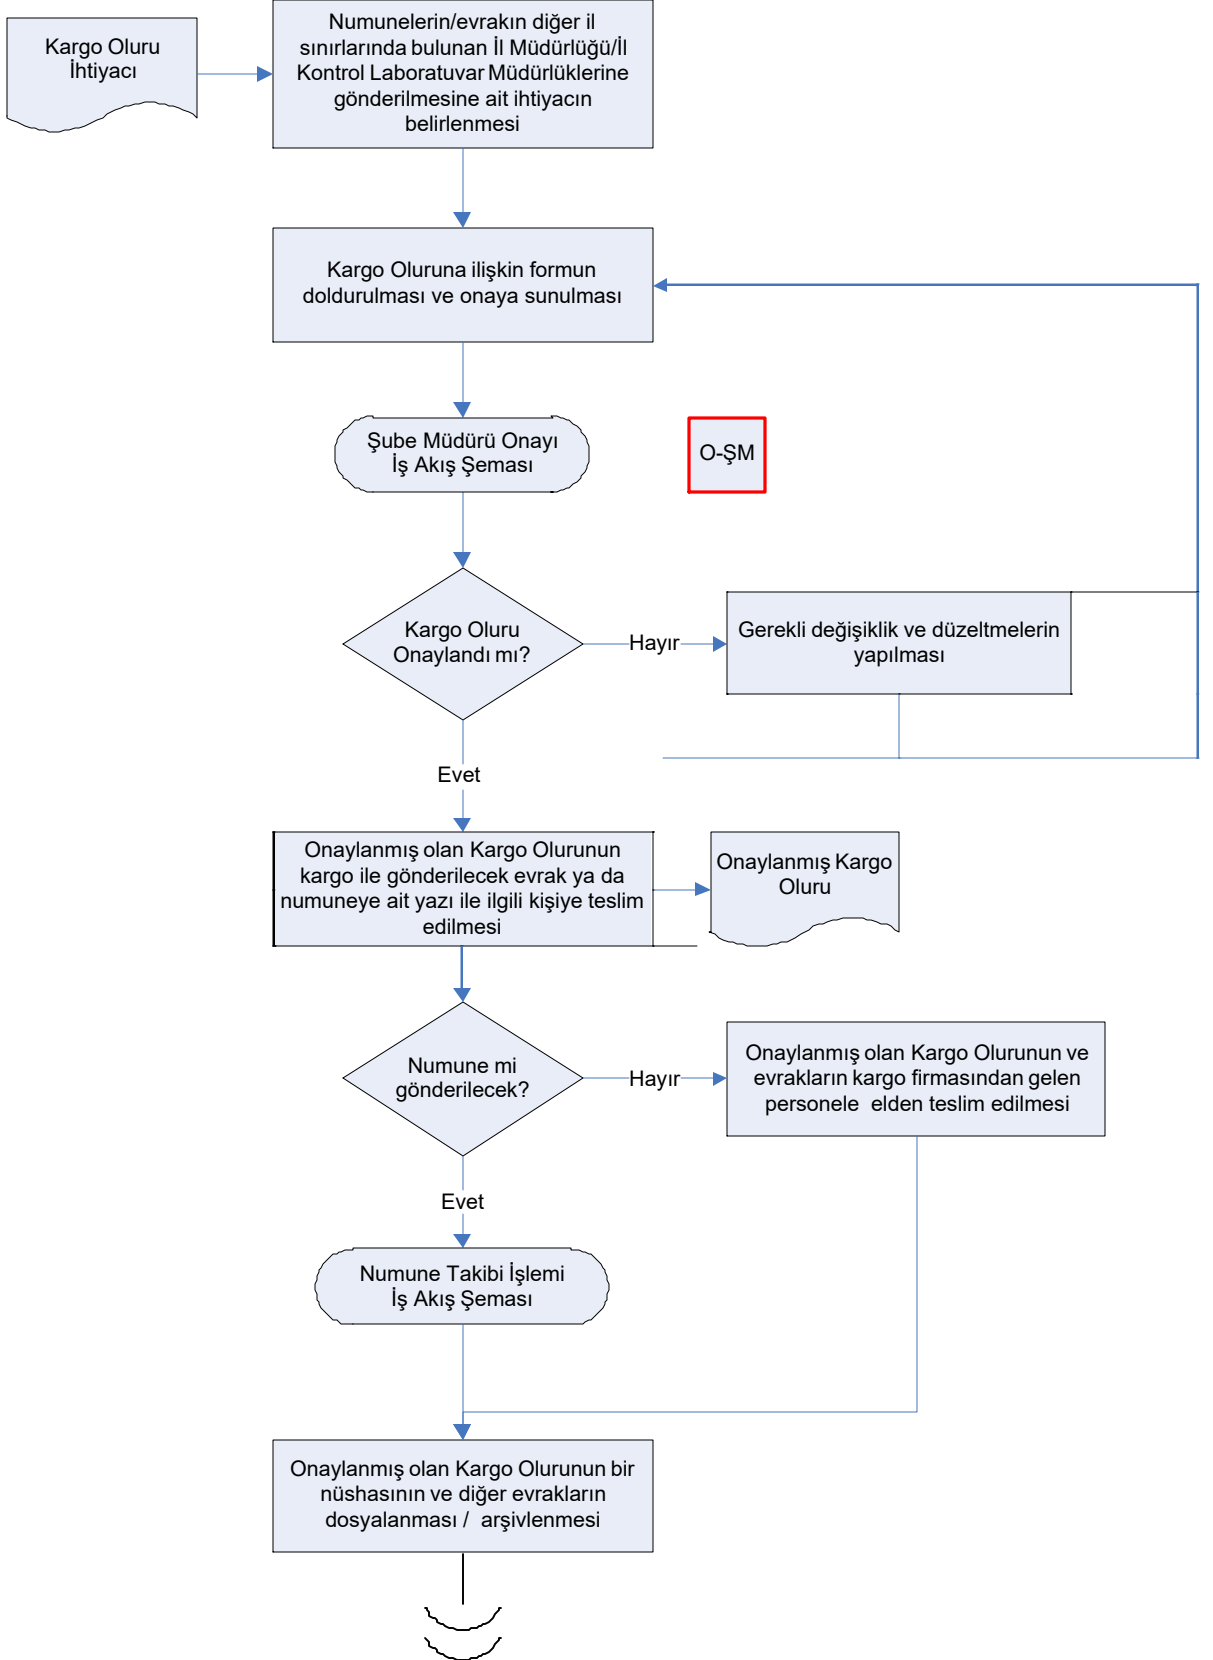 Kargo Oluru
İhtiyacı
Numunelerin/evrakın diğer il
sınırlarında bulunan İl Müdürlüğü/İl
Kontrol Laboratuvar Müdürlüklerine
gönderilmesine ait ihtiyacın
belirlenmesi
Kargo Oluruna ilişkin formun
doldurulması ve onaya sunulması
Şube Müdürü Onayı
İş Akış Şeması
O-ŞM
Kargo Oluru
Onaylandı mı?
Hayır
Gerekli değişiklik ve düzeltmelerin
yapılması
Evet
Onaylanmış olan Kargo Olurunun
kargo ile gönderilecek evrak ya da
numuneye ait yazı ile ilgili kişiye teslim
edilmesi
Onaylanmış Kargo
Oluru
Numune mi
gönderilecek?
Hayır
Onaylanmış olan Kargo Olurunun ve
evrakların kargo firmasından gelen
personele elden teslim edilmesi
Evet
Numune Takibi İşlemi
İş Akış Şeması
Onaylanmış olan Kargo Olurunun bir
nüshasının ve diğer evrakların
dosyalanması / arşivlenmesi